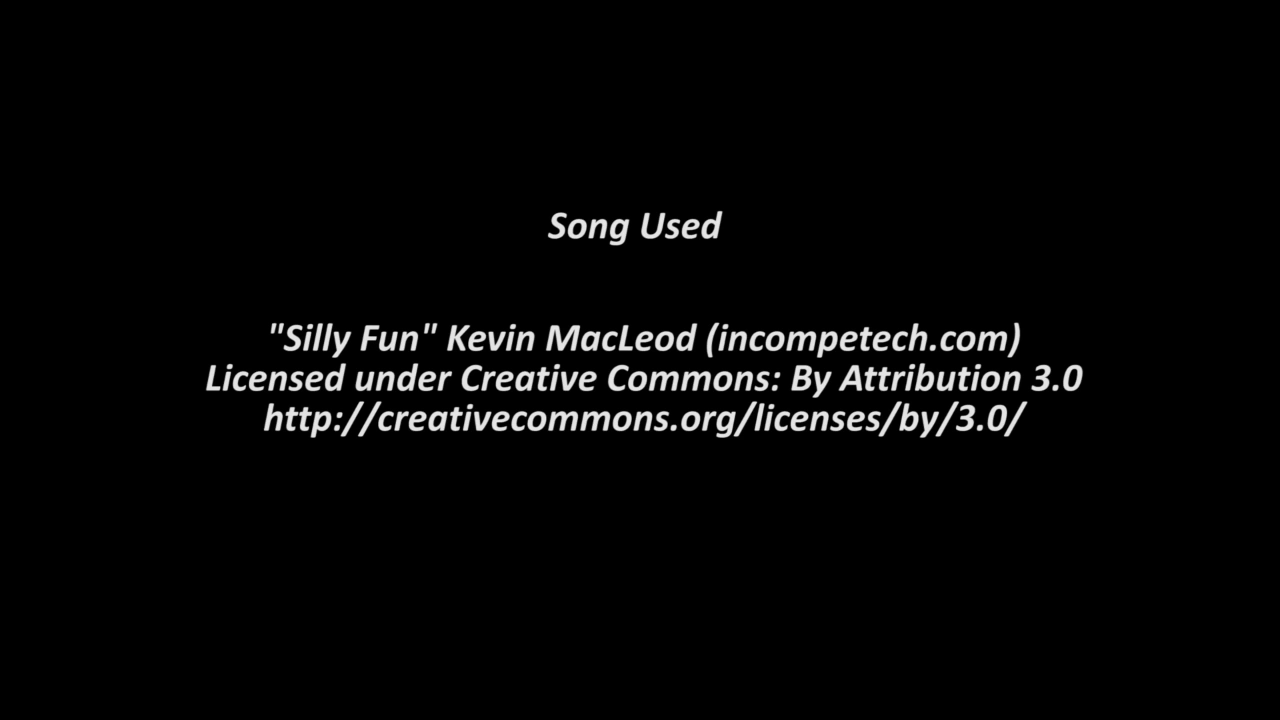 Song Used
"Silly Fun" Kevin MacLeod (incompetech.com)
Licensed under Creative Commons: By Attribution 3.0
http://creativecommons.org/licenses/by/3.0/